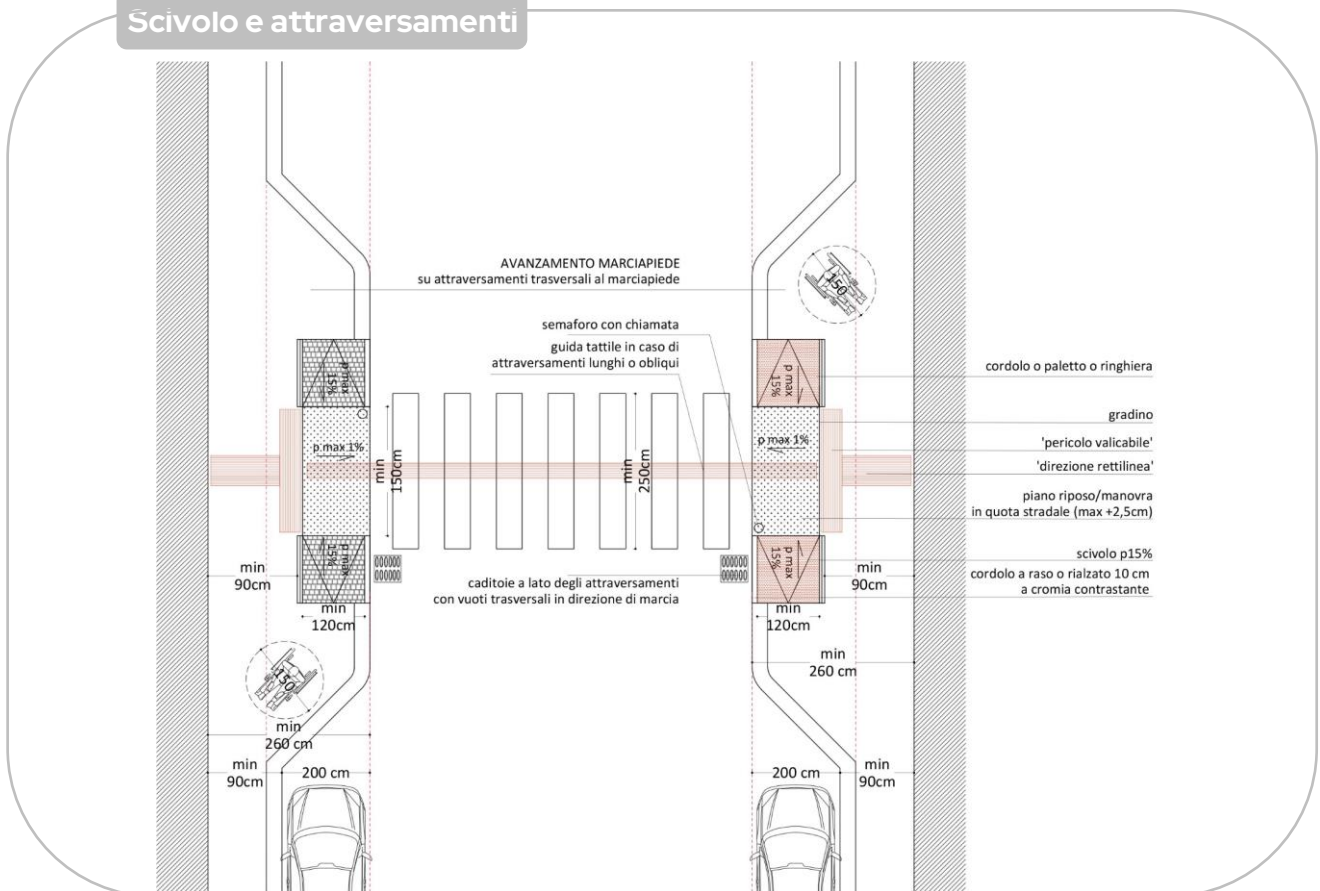 Scivolo e attraversamenti
AVANZAMENTO MARCIAPIEDE
su attraversamenti trasversali al marciapiede
150
semaforo con chiamata
guida tattile in caso di
attraversamenti lunghi o obliqui
p max
15%
p max
15%
cordolo o paletto o ringhiera
gradino
p max 1%
p max 1%
'pericolo valicabile'
min
150cm
min
250cm
'direzione rettilinea'
piano riposo/manovra
in quota stradale (max +2,5cm)
p max
15%
p max
15%
scivolo p15%
min
90cm
caditoie a lato degli attraversamenti
con vuoti trasversali in direzione di marcia
min
90cm
cordolo a raso o rialzato 10 cm
a cromia contrastante
min
120cm
min
120cm
min
260 cm
150
min
260 cm
min
90cm
200 cm
200 cm
min
90cm